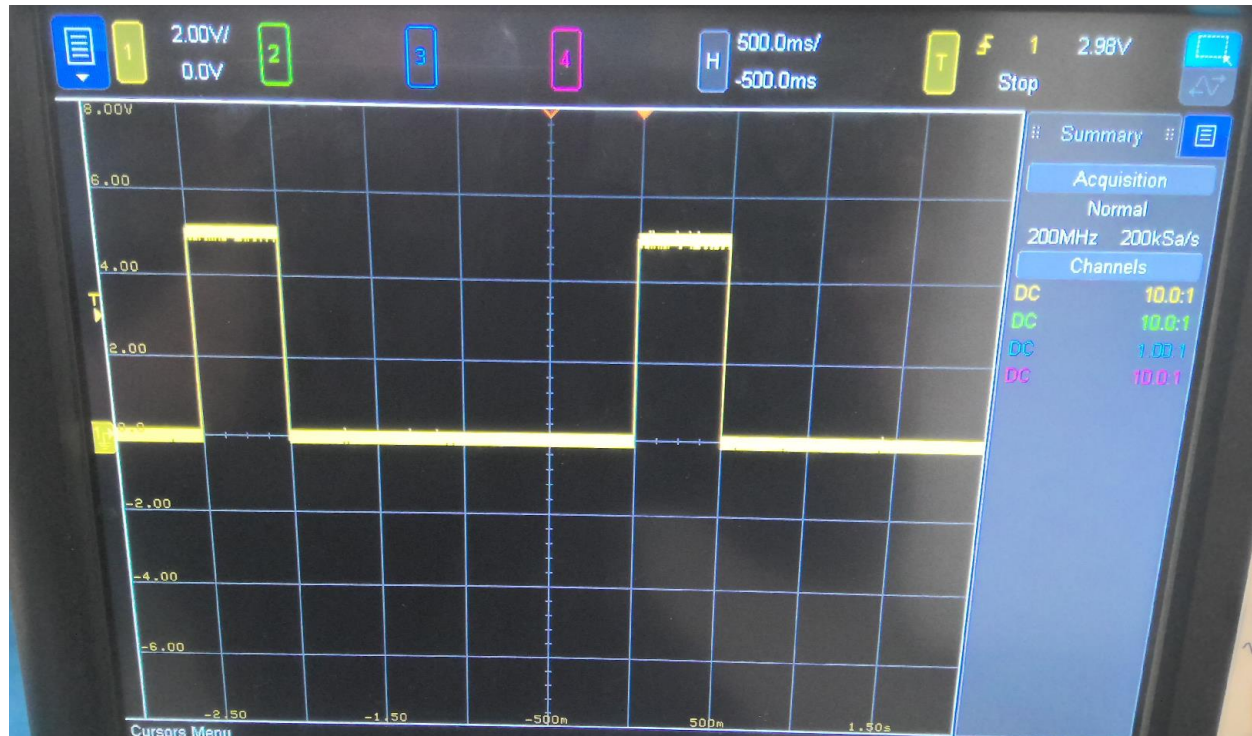 1 2.00V/ 2 3 4 H 500.0ms/ T 1 2.98V
0.0V -500.0ms Stop
8.00V
Summary
6.00
Acquisition
Normal
200MHz 200kSa/s
4.00
Channels
DC 10.0:1
T
DC 10.0:1
2.00
DC 1.00:1
DC 10.0:1
0.0
-2.00
-4.00
-6.00
-2.50 -1.50 -500m 500m 1.50s
Cursors Menu